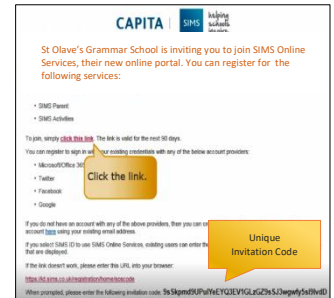 CAPITA | SIMS helping schools
St Olave's Grammar School is inviting you to join SIMS Online
Services, their new online portal. You can register for the
following services:
• SIMS Parent
• SIMS Activities
To join, simply click this link. The link is valid for the next 90 days.
You can register to sign in with your existing credentials with any of the below account providers:
• Microsoft/Office 365
• Twitter
• Facebook
• Google
Click the link.
If you do not have an account with any of the above providers, then you can
account here using your existing email address.
If you select SIMS ID to use SIMS Online Services, existing users can enter the
that are displayed.
If the link doesn't work, please enter this URL into your browser:
https://id.sims.co.uk/registration/home/
Unique
Invitation Code
When prompted, please enter the following invitation code: